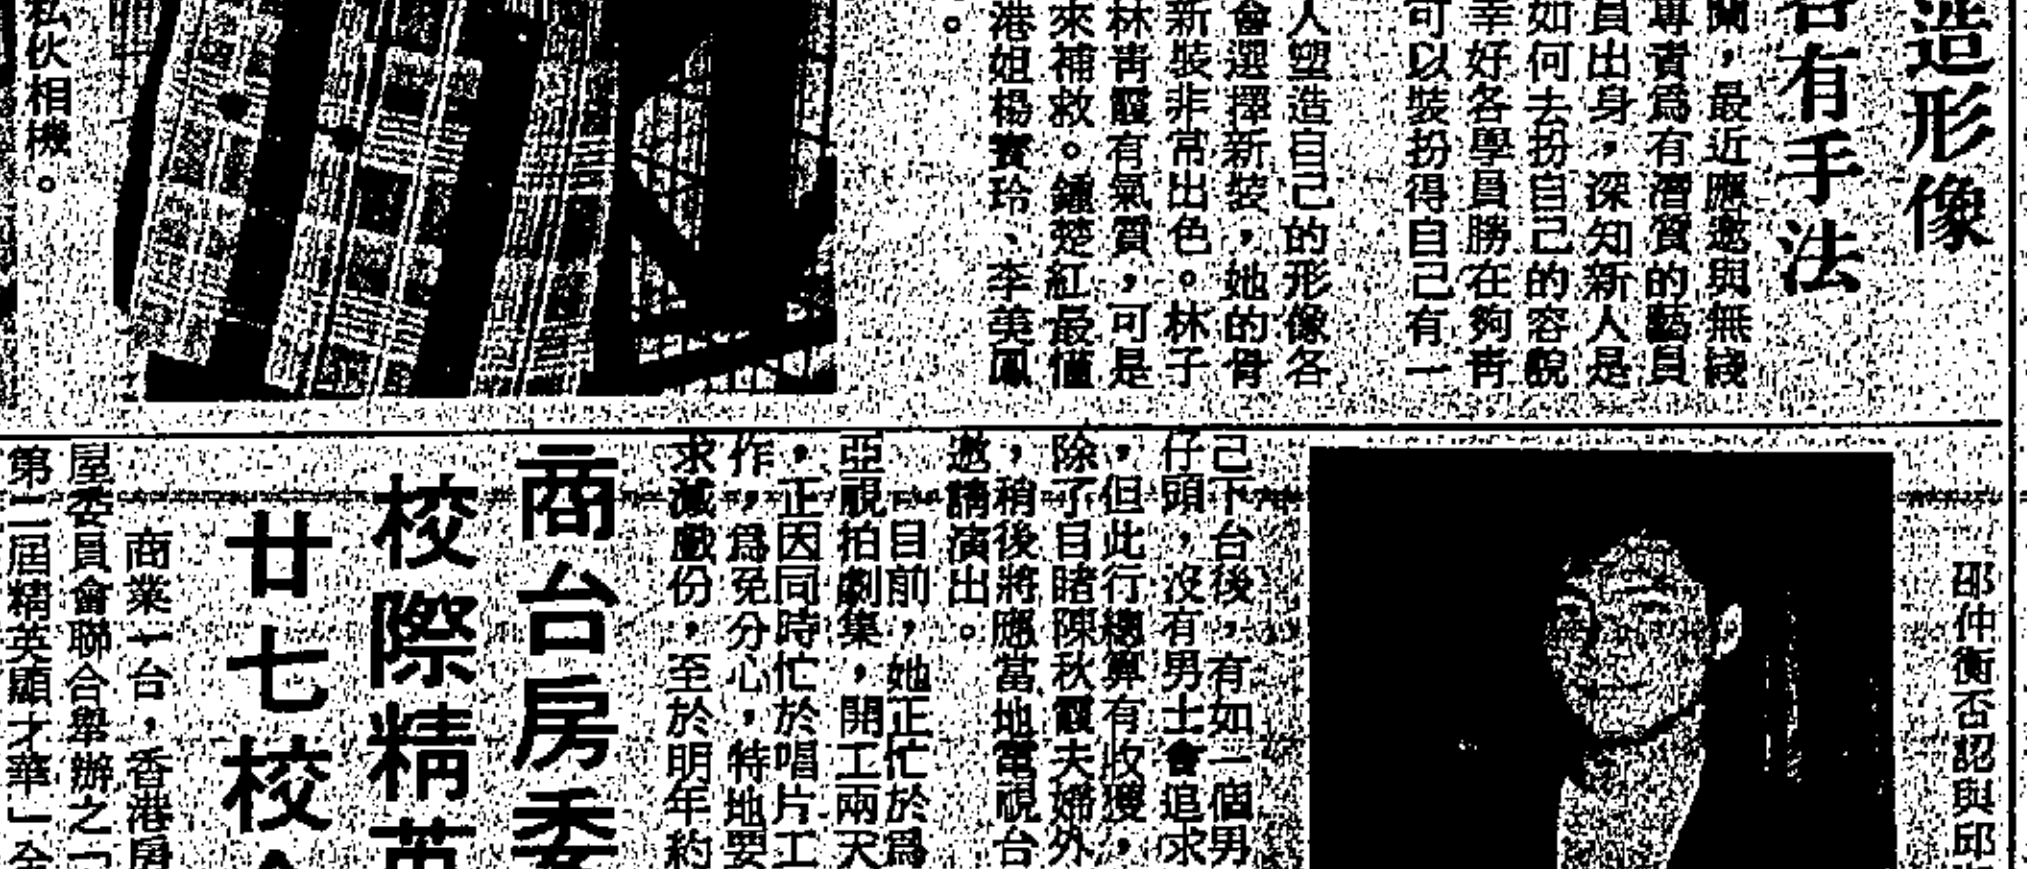 造形像
各有手法
蘭，最近應邀與無綫
專責爲有潛質的藝員
員出身，深知新人是
如何去扮自己的容貌
幸好各學員勝在夠青
可以裝扮得自己有一
人塑造自己的形像各
會選擇新裝，她的骨
新裝非常出色。林子
林青霞有氣質，可是
來補救。鍾楚紅最懂
港姐楊寶玲、李美鳳
。
私伙相機。
邵仲衡否認與邱
己下台後，有如一個男
仔頭，沒有男士會追求
，但此行總算有收獲，
除了目睹陳秋霞夫婦外
，稍後將應當地電視台
邀請演出。
目前，她正忙於爲
亞視拍劇集，開工兩天
，正因同時忙於唱片工
作，爲免分心，特地要
求減戲份，至於明年約
商台房委
校際精英
廿七校
商業一台，香港房
屋委員會聯合舉辦之「
第二屆精英顯才華」全